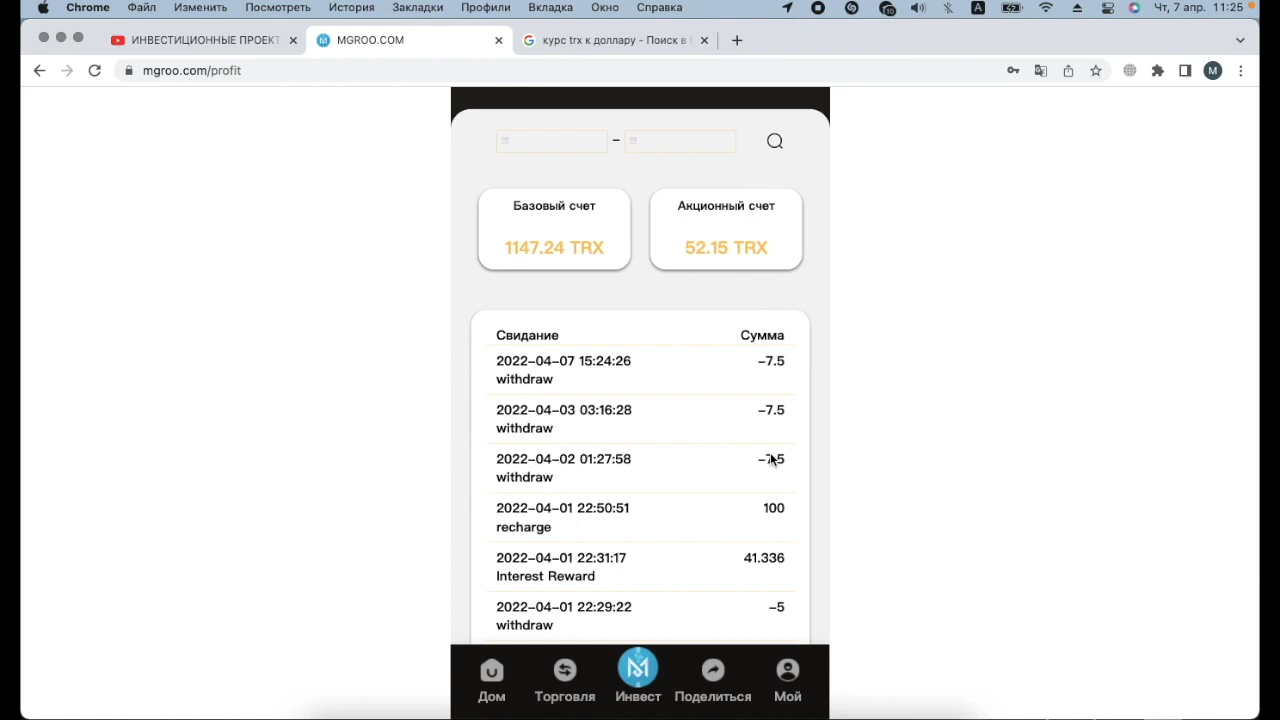 Chrome Файл Изменить Посмотреть История Закладки Профили Вкладка Окно Справка 10 A Чт, 7 апр. 11:25
ИНВЕСТИЦИОННЫЕ ПРОЕКТ MGROO.COM курс trx к доллару - Поиск в
mgroo.com/profit M
–
Базовый счет Акционный счет
1147.24 TRX 52.15 TRX
Свидание Сумма
2022-04-07 15:24:26 -7.5
withdraw
2022-04-03 03:16:28 -7.5
withdraw
2022-04-02 01:27:58 -7.5
withdraw
2022-04-01 22:50:51 100
recharge
2022-04-01 22:31:17 41.336
Interest Reward
2022-04-01 22:29:22 -5
withdraw
Дом Торговля Инвест Поделиться Мой